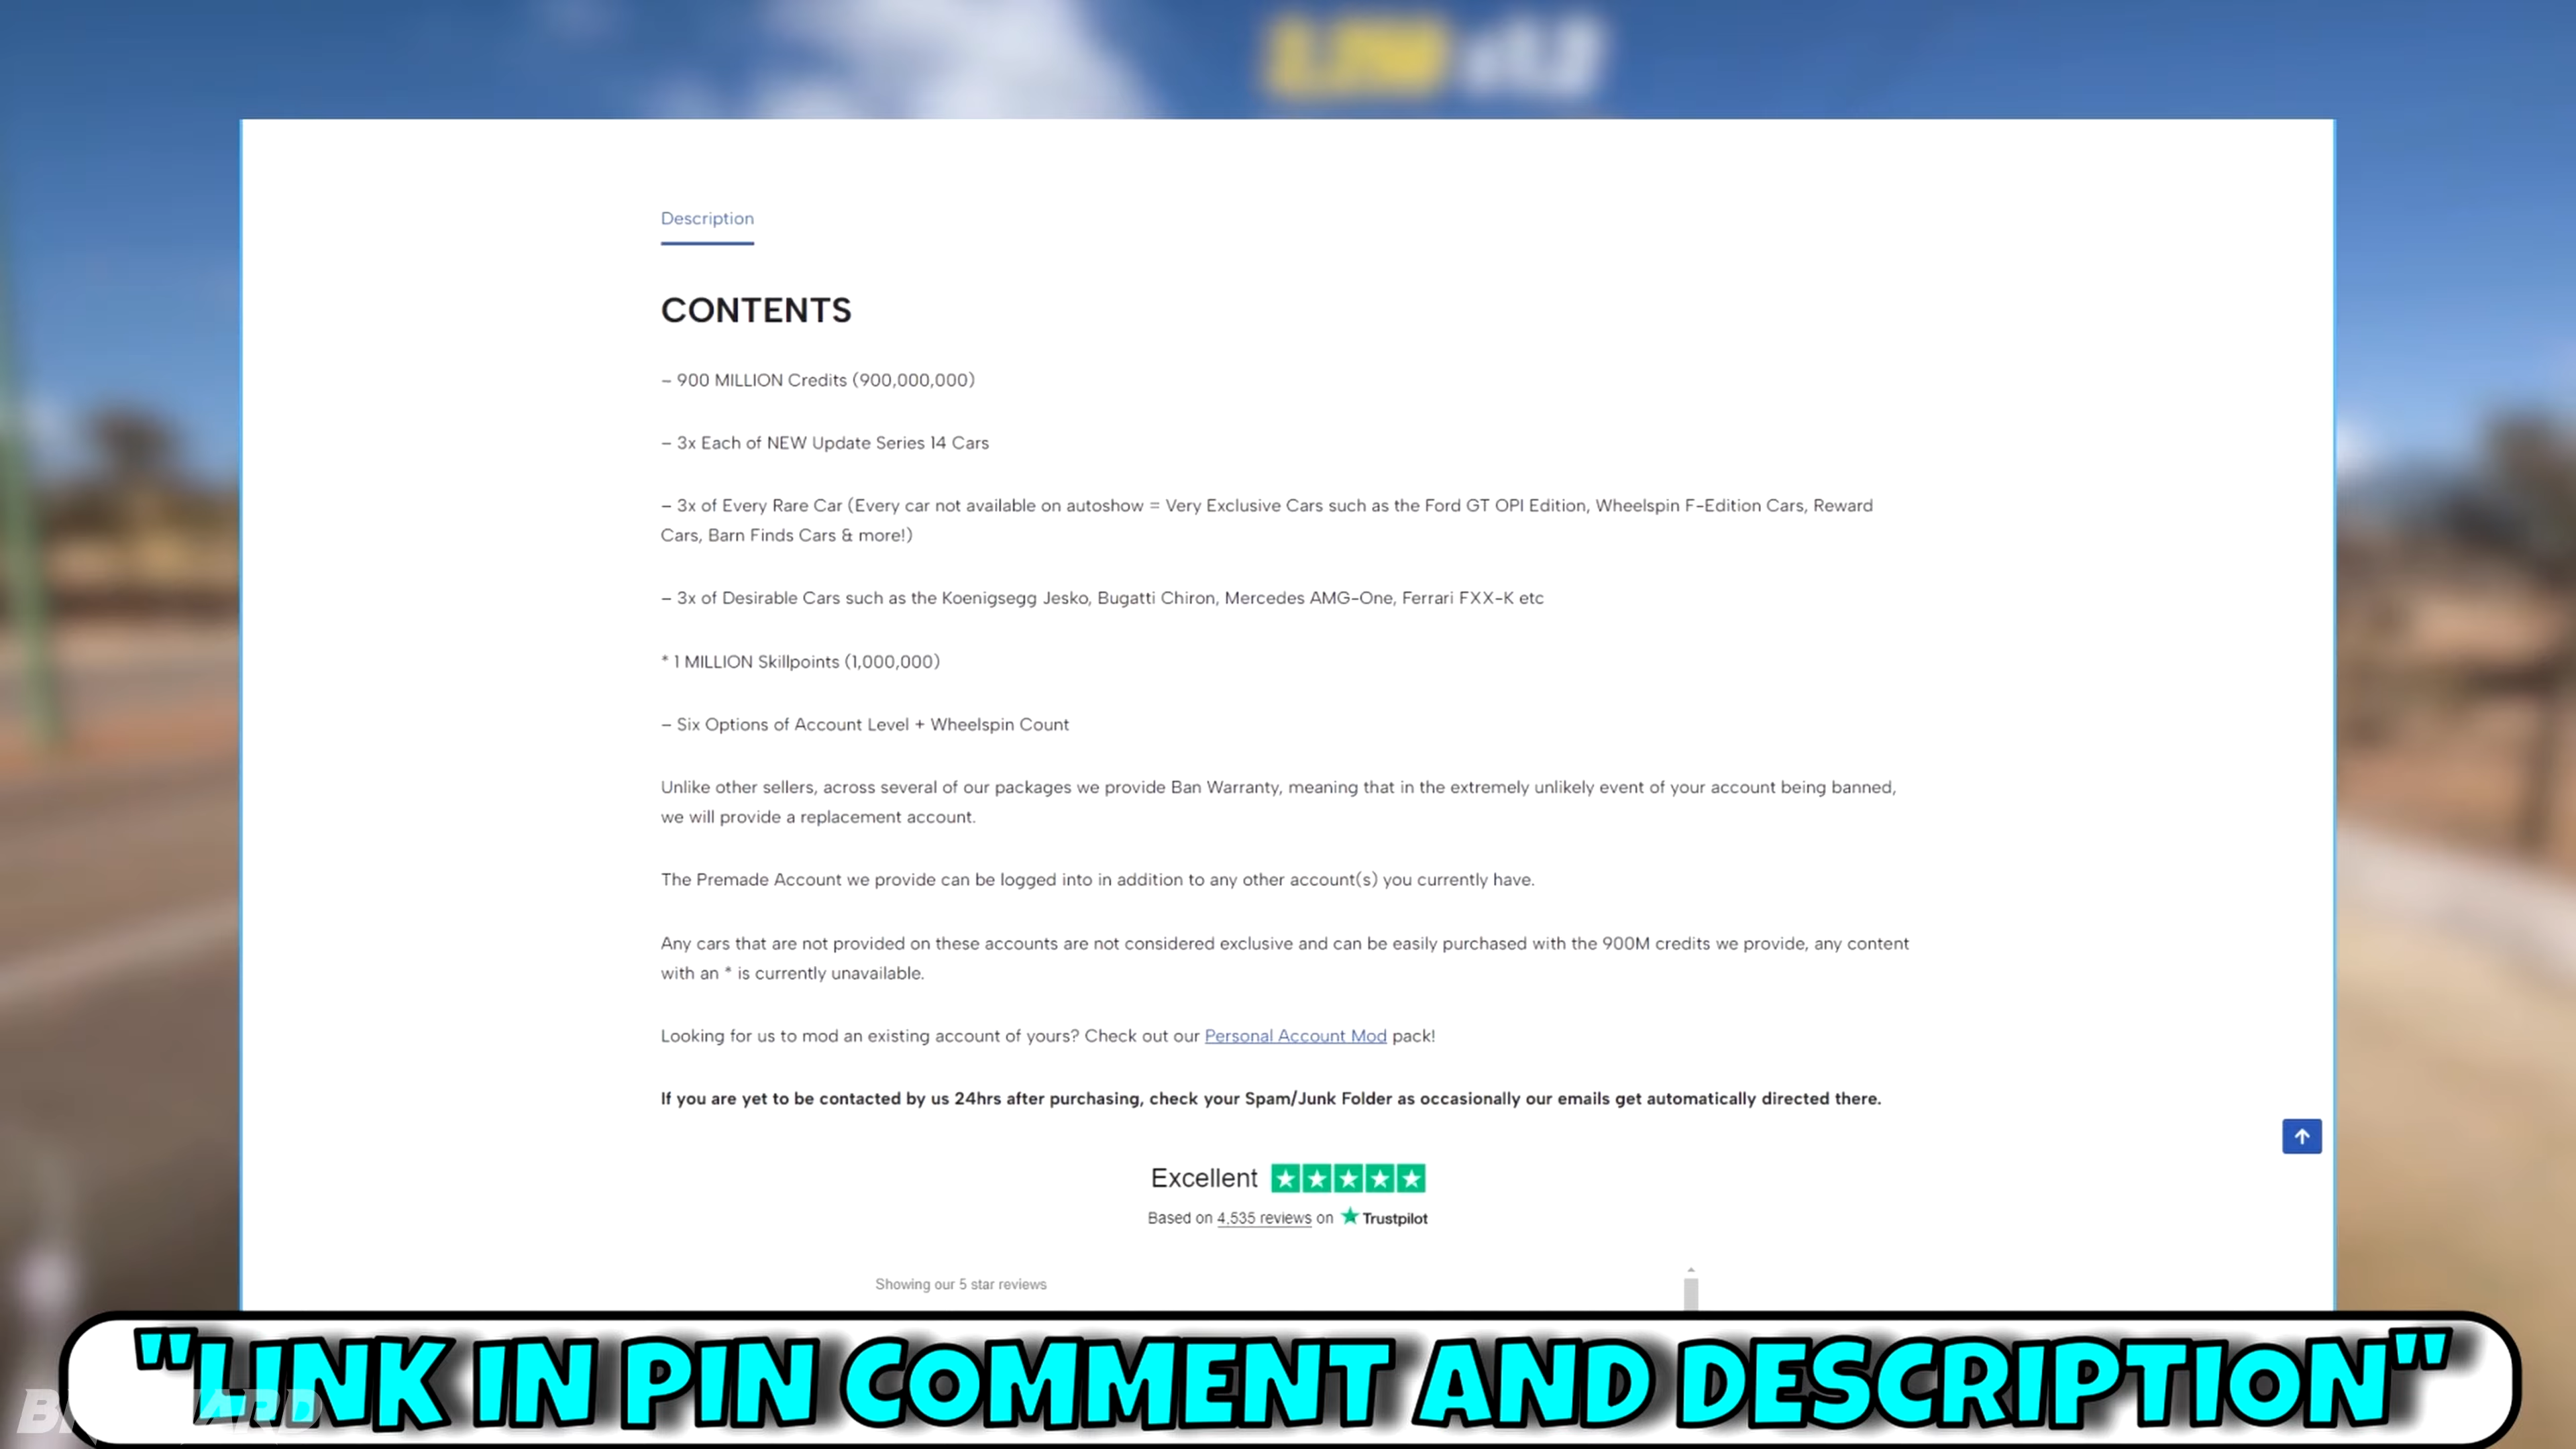 Description
CONTENTS
– 900 MILLION Credits (900,000,000)
– 3x Each of NEW Update Series 14 Cars
– 3x of Every Rare Car (Every car not available on autoshow = Very Exclusive Cars such as the Ford GT OPI Edition, Wheelspin F-Edition Cars, Reward
Cars, Barn Finds Cars & more!)
– 3x of Desirable Cars such as the Koenigsegg Jesko, Bugatti Chiron, Mercedes AMG-One, Ferrari FXX-K etc
* 1 MILLION Skillpoints (1,000,000)
– Six Options of Account Level + Wheelspin Count
Unlike other sellers, across several of our packages we provide Ban Warranty, meaning that in the extremely unlikely event of your account being banned,
we will provide a replacement account.
The Premade Account we provide can be logged into in addition to any other account(s) you currently have.
Any cars that are not provided on these accounts are not considered exclusive and can be easily purchased with the 900M credits we provide, any content
with an * is currently unavailable.
Looking for us to mod an existing account of yours? Check out our Personal Account Mod pack!
If you are yet to be contacted by us 24hrs after purchasing, check your Spam/Junk Folder as occasionally our emails get automatically directed there.
Excellent
Based on 4,535 reviews on Trustpilot
Showing our 5 star reviews
"LINK IN PIN COMMENT AND DESCRIPTION"